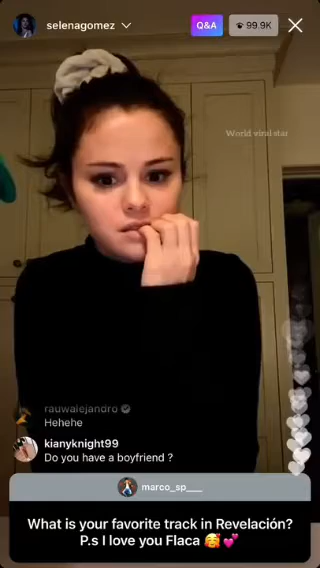 selenagomez
Q&A
99.9K
World viral star
rauwalejandro
Hehehe
kianyknight99
Do you have a boyfriend ?
marco_sp___
What is your favorite track in Revelación?
P.s I love you Flaca 🥰💕